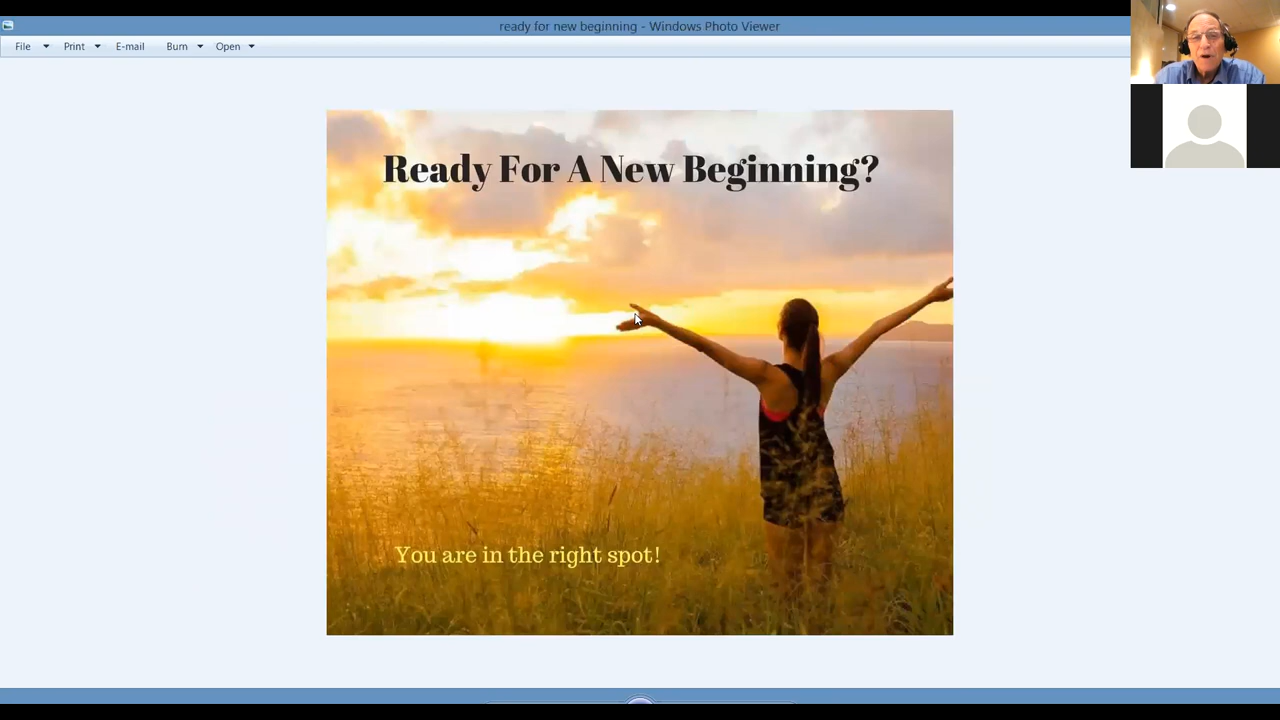 ready for new beginning - Windows Photo Viewer
File Print E-mail Burn Open
Ready For A New Beginning?
You are in the right spot!